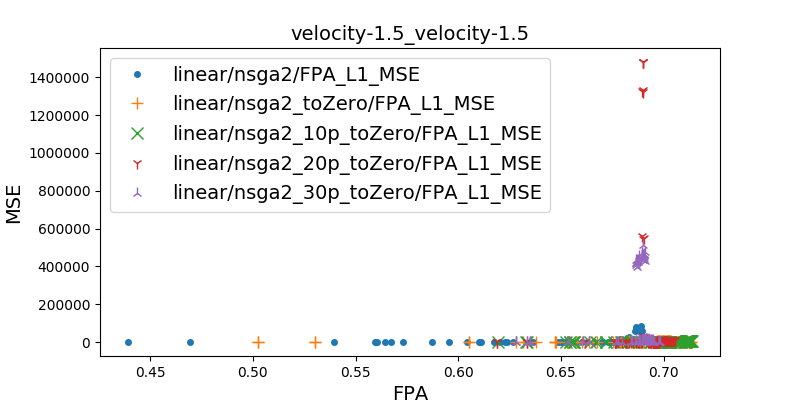 velocity-1.5_velocity-1.5
linear/nsga2/FPA_L1_MSE
linear/nsga2_toZero/FPA_L1_MSE
linear/nsga2_10p_toZero/FPA_L1_MSE
linear/nsga2_20p_toZero/FPA_L1_MSE
linear/nsga2_30p_toZero/FPA_L1_MSE
MSE
1400000
1200000
1000000
800000
600000
400000
200000
0
0.45 0.50 0.55 0.60 0.65 0.70
FPA